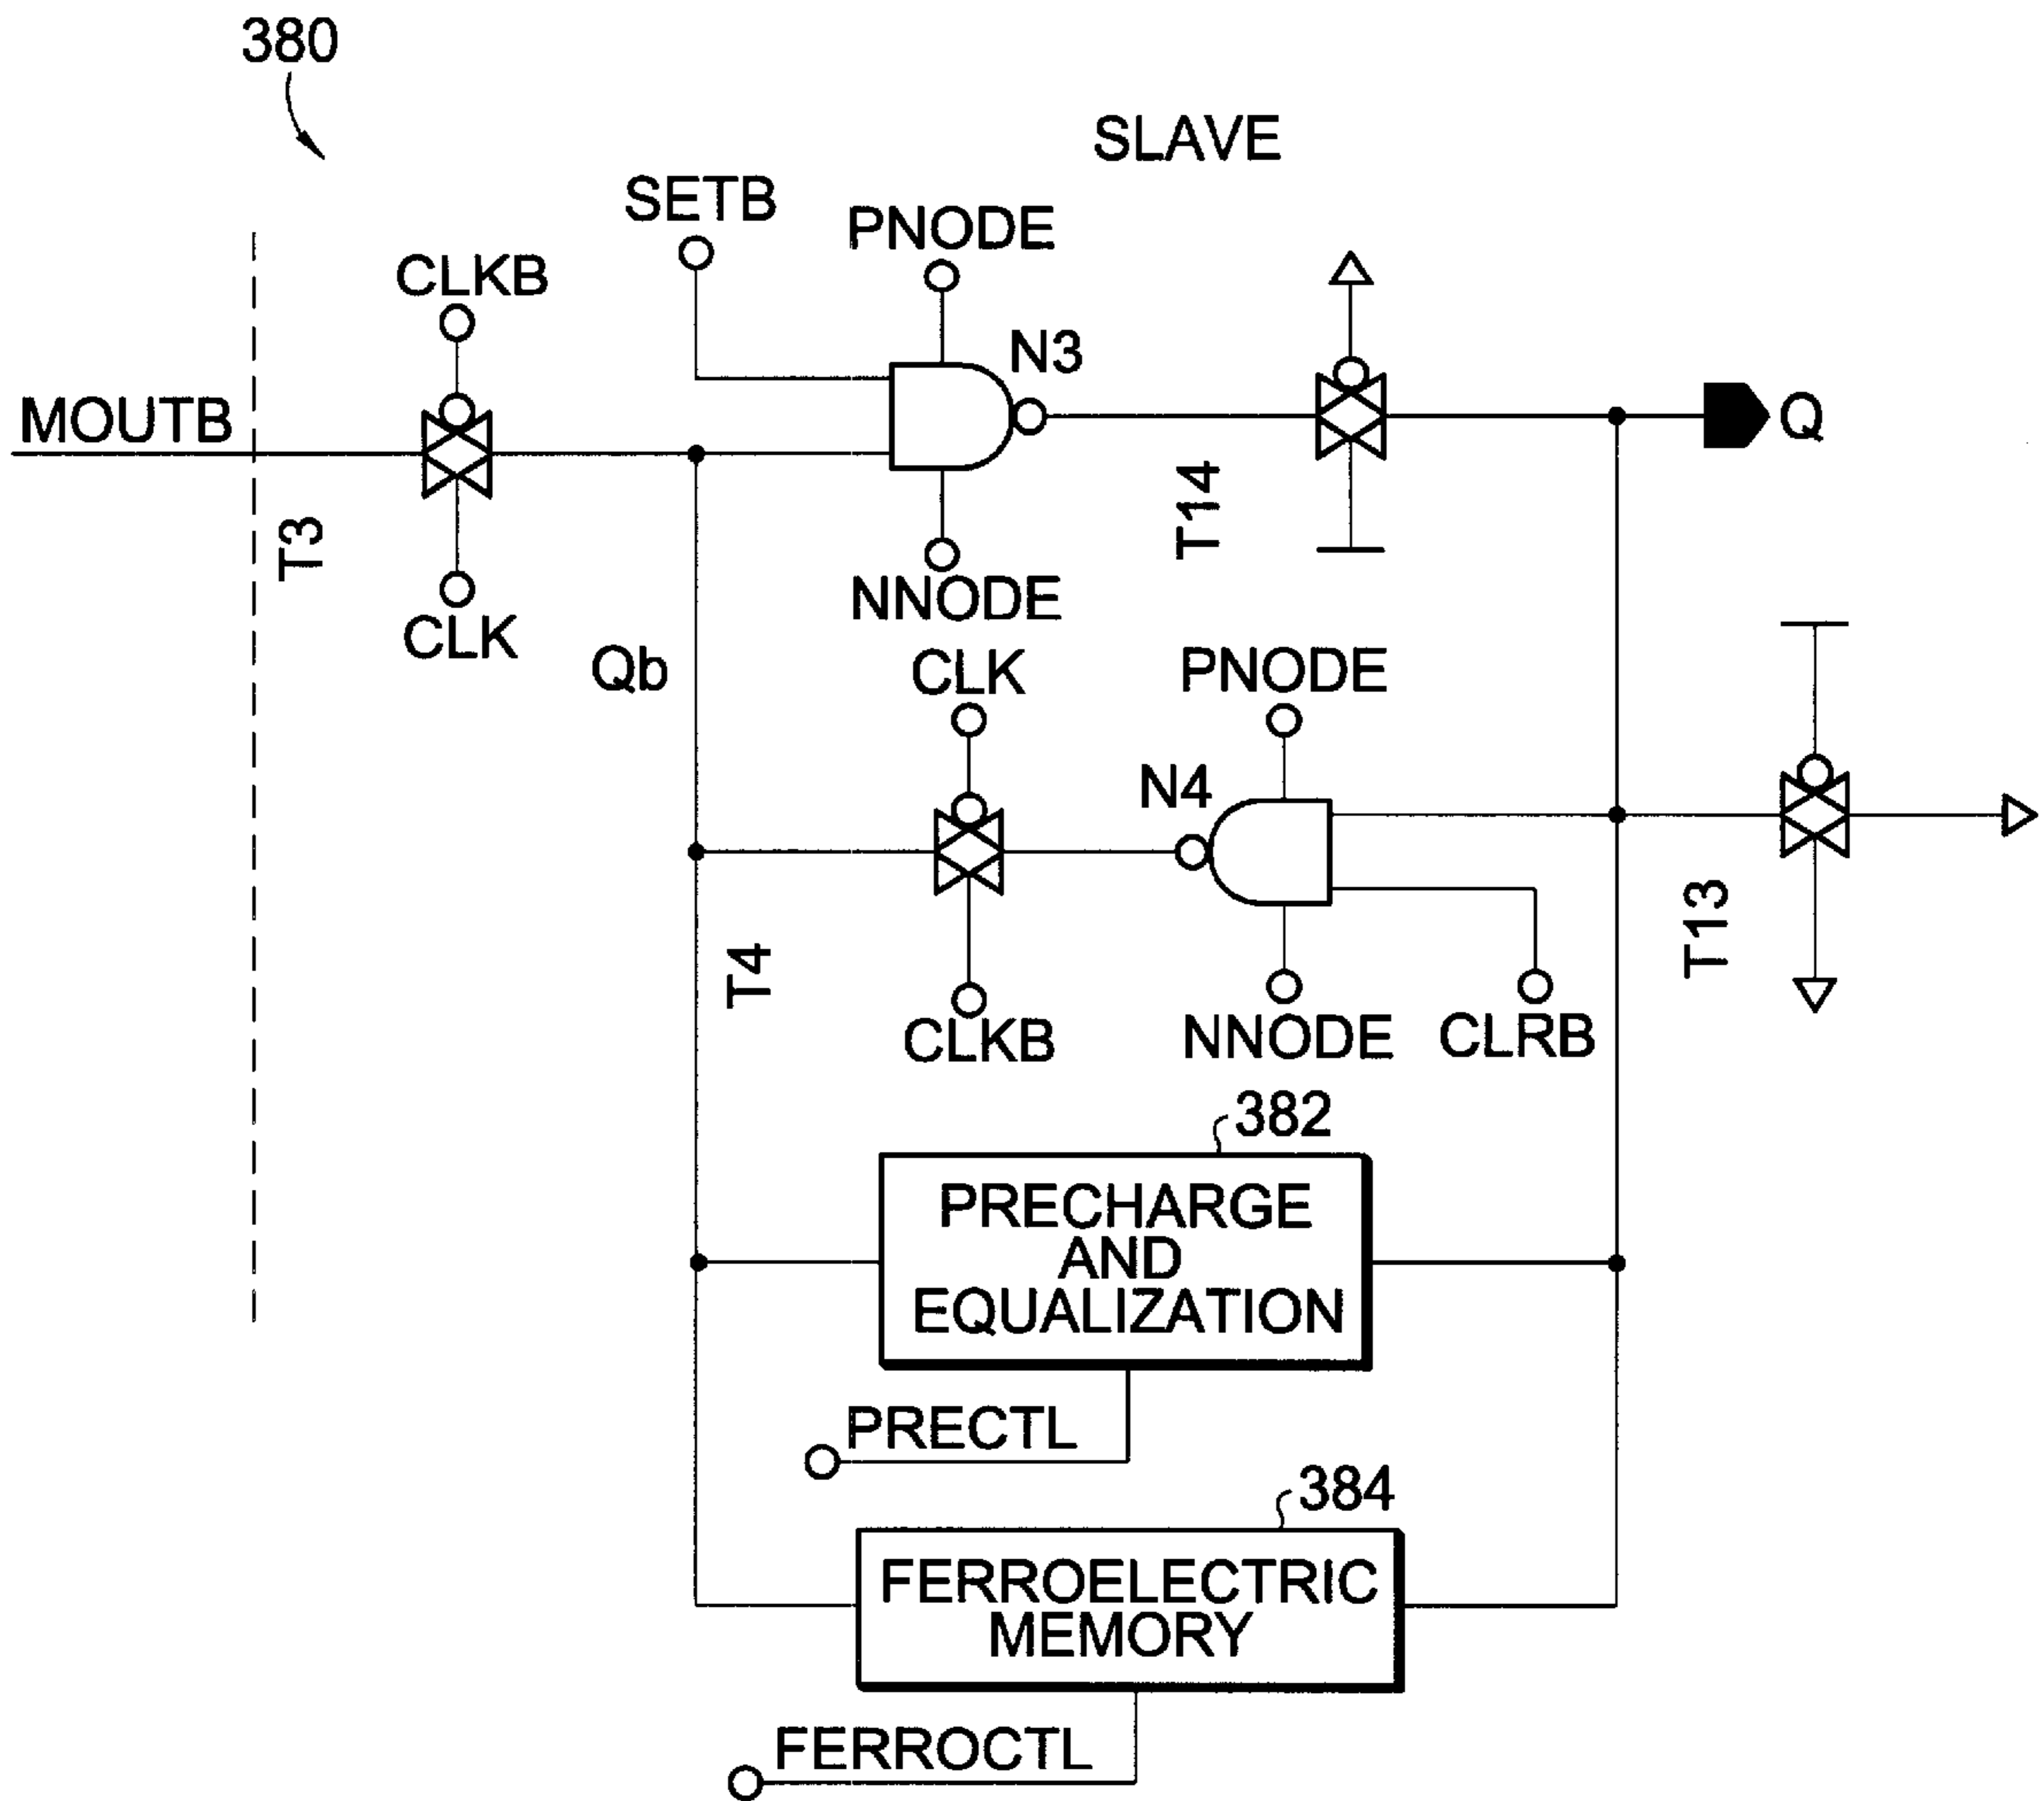 380
SLAVE
SETB
PNODE
CLKB
N3
MOUTB
Q
T3
T14
NNODE
CLK
Qb
CLK
PNODE
N4
T4
T13
CLKB
NNODE
CLRB
382
PRECHARGE
AND
EQUALIZATION
PRECTL
384
FERROELECTRIC
MEMORY
FERROCTL